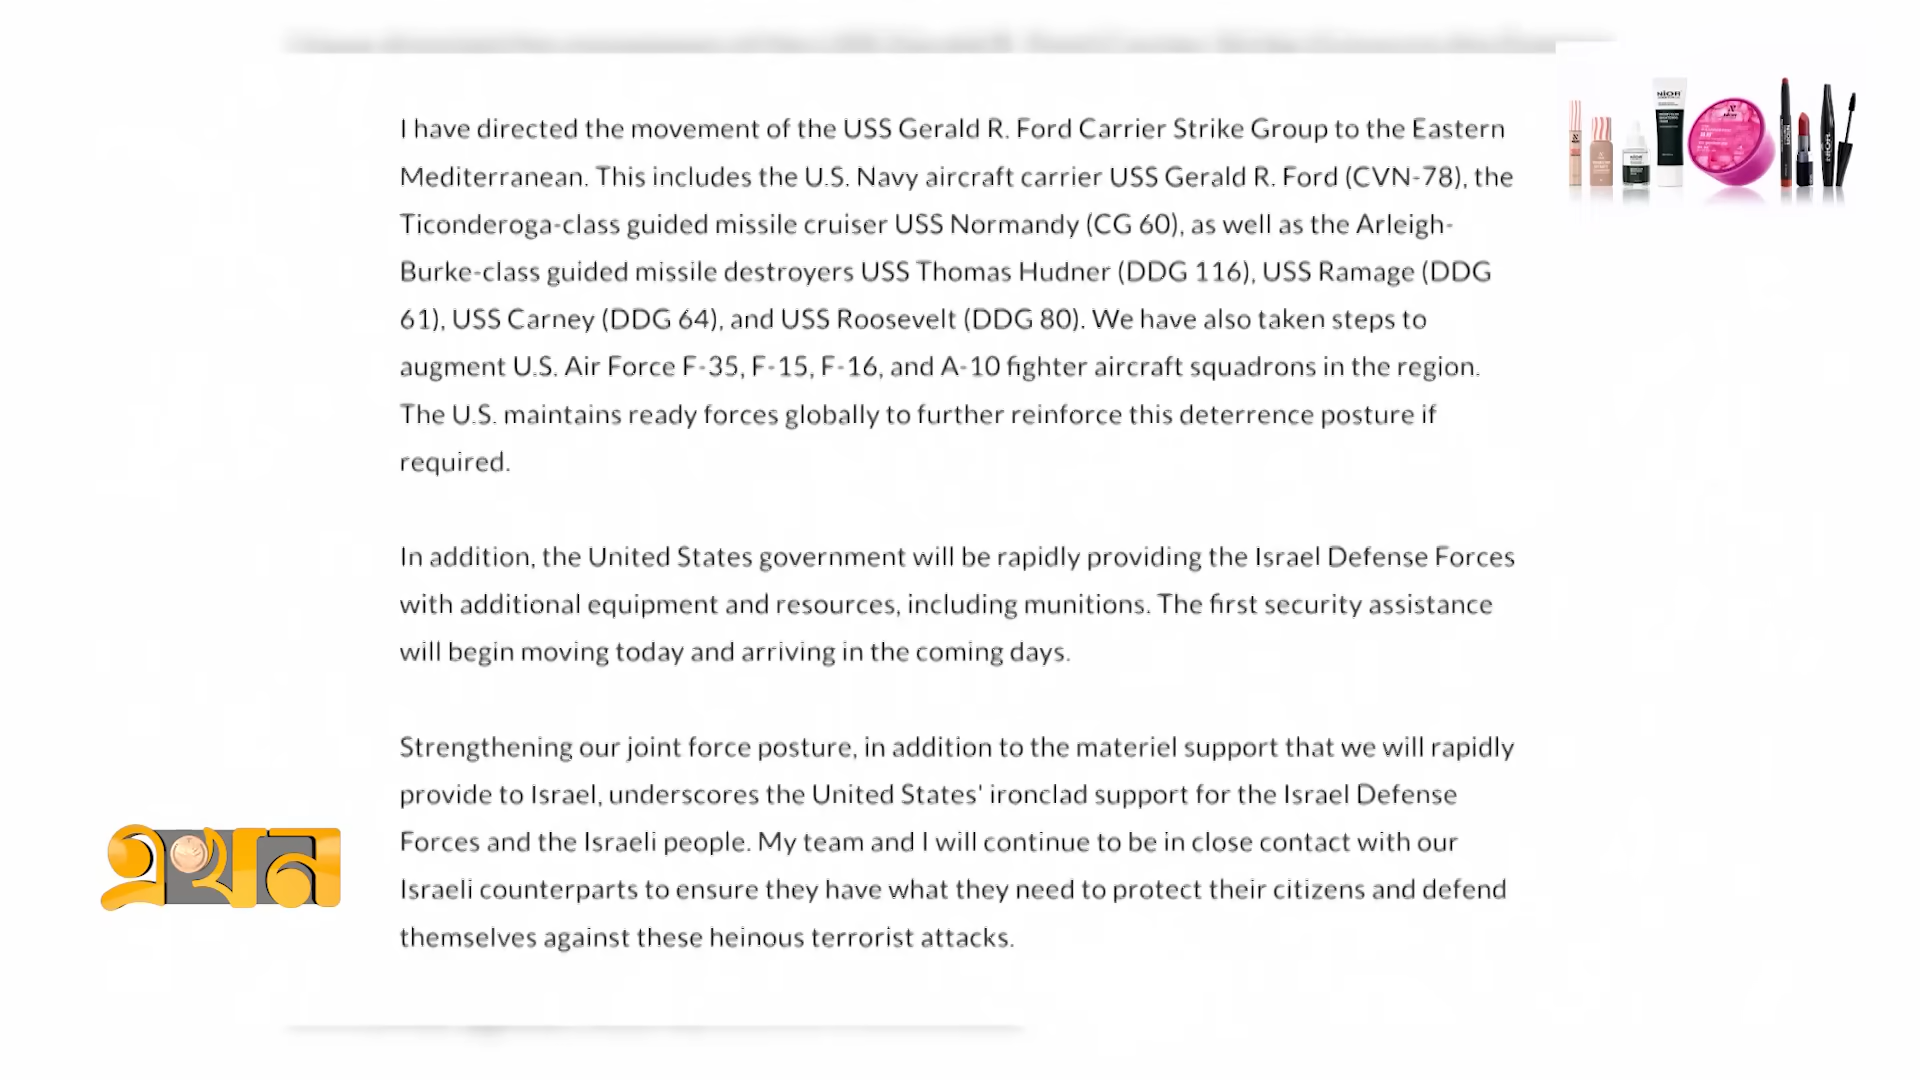 I have directed the movement of the USS Gerald R. Ford Carrier Strike Group to the Eastern
Mediterranean. This includes the U.S. Navy aircraft carrier USS Gerald R. Ford (CVN-78), the
Ticonderoga-class guided missile cruiser USS Normandy (CG 60), as well as the Arleigh-
Burke-class guided missile destroyers USS Thomas Hudner (DDG 116), USS Ramage (DDG
61), USS Carney (DDG 64), and USS Roosevelt (DDG 80). We have also taken steps to
augment U.S. Air Force F-35, F-15, F-16, and A-10 fighter aircraft squadrons in the region.
The U.S. maintains ready forces globally to further reinforce this deterrence posture if
required.
In addition, the United States government will be rapidly providing the Israel Defense Forces
with additional equipment and resources, including munitions. The first security assistance
will begin moving today and arriving in the coming days.
Strengthening our joint force posture, in addition to the materiel support that we will rapidly
provide to Israel, underscores the United States' ironclad support for the Israel Defense
Forces and the Israeli people. My team and I will continue to be in close contact with our
Israeli counterparts to ensure they have what they need to protect their citizens and defend
themselves against these heinous terrorist attacks.
এখন
NIOR